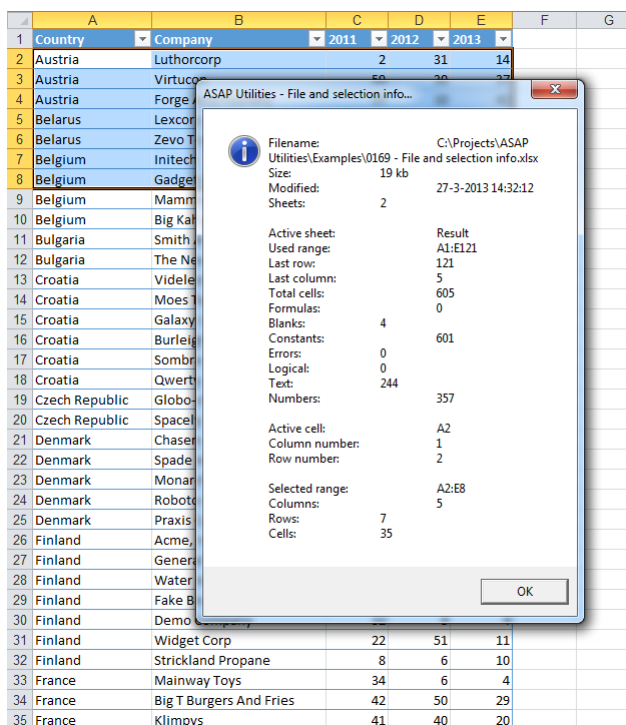 A B C D E F G
1 Country Company 2011 2012 2013
2 Austria Luthorcorp 2 31 14
3 Austria Virtucon
4 Austria Forge
5 Belarus Lexcor
6 Belarus Zevo T
7 Belgium Initech
8 Belgium Gadget
9 Belgium Mamm
10 Belgium Big Kah
11 Bulgaria Smith
12 Bulgaria The Ne
13 Croatia Videle
14 Croatia Moes T
15 Croatia Galaxy
16 Croatia Burleig
17 Croatia Sombr
18 Croatia Qwert
19 Czech Republic Globo-
20 Czech Republic Spacel
21 Denmark Chaser
22 Denmark Spade
23 Denmark Monar
24 Denmark Roboto
25 Denmark Praxis
26 Finland Acme,
27 Finland Genera
28 Finland Water
29 Finland Fake B
30 Finland Demo Company
31 Finland Widget Corp 22 51 11
32 Finland Strickland Propane 8 6 10
33 France Mainway Toys 34 6 4
34 France Big T Burgers And Fries 42 50 29
35 France Klimpys 41 40 20
ASAP Utilities - File and selection info...
Filename: C:\Projects\ASAP
Utilities\Examples\0169 - File and selection info.xlsx
Size: 19 kb
Modified: 27-3-2013 14:32:12
Sheets: 2
Active sheet: Result
Used range: A1:E121
Last row: 121
Last column: 5
Total cells: 605
Formulas: 0
Blanks: 4
Constants: 601
Errors: 0
Logical: 0
Text: 244
Numbers: 357
Active cell: A2
Column number: 1
Row number: 2
Selected range: A2:E8
Columns: 5
Rows: 7
Cells: 35
OK